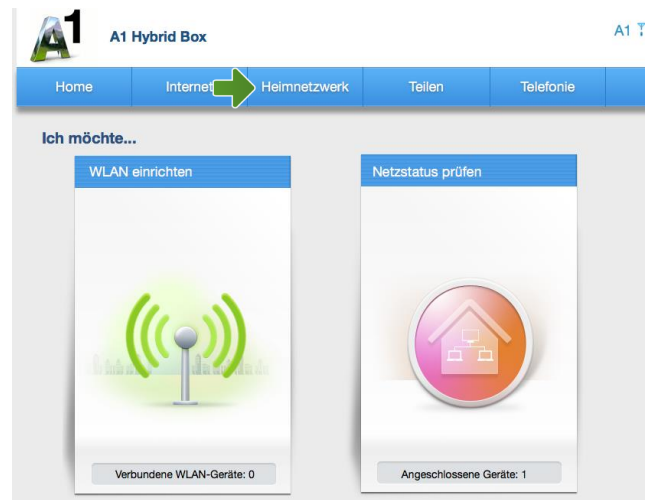 A1 A1 Hybrid Box A1
Home Internet Heimnetzwerk Teilen Telefonie
Ich möchte...
WLAN einrichten
Netzstatus prüfen
Verbundene WLAN-Geräte: 0
Angeschlossene Geräte: 1